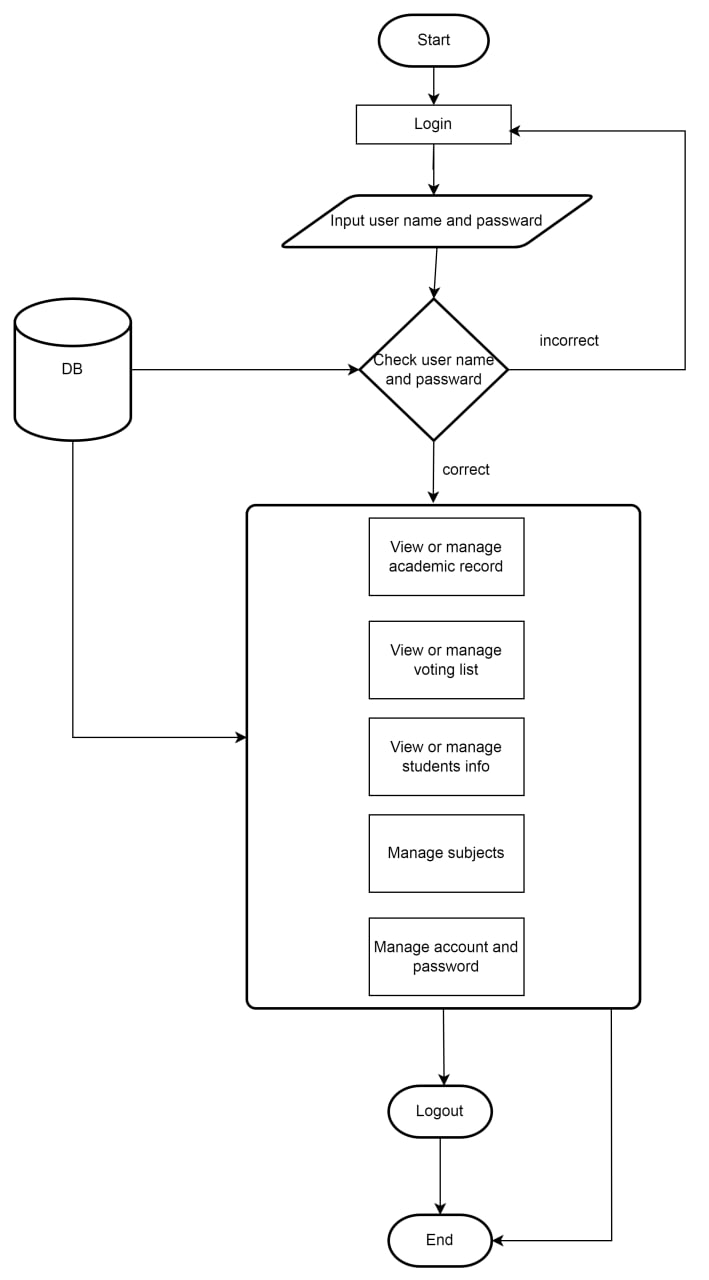 Start
Login
Input user name and passward
DB
Check user name
and passward
incorrect
correct
View or manage
academic record
View or manage
voting list
View or manage
students info
Manage subjects
Manage account and
password
Logout
End